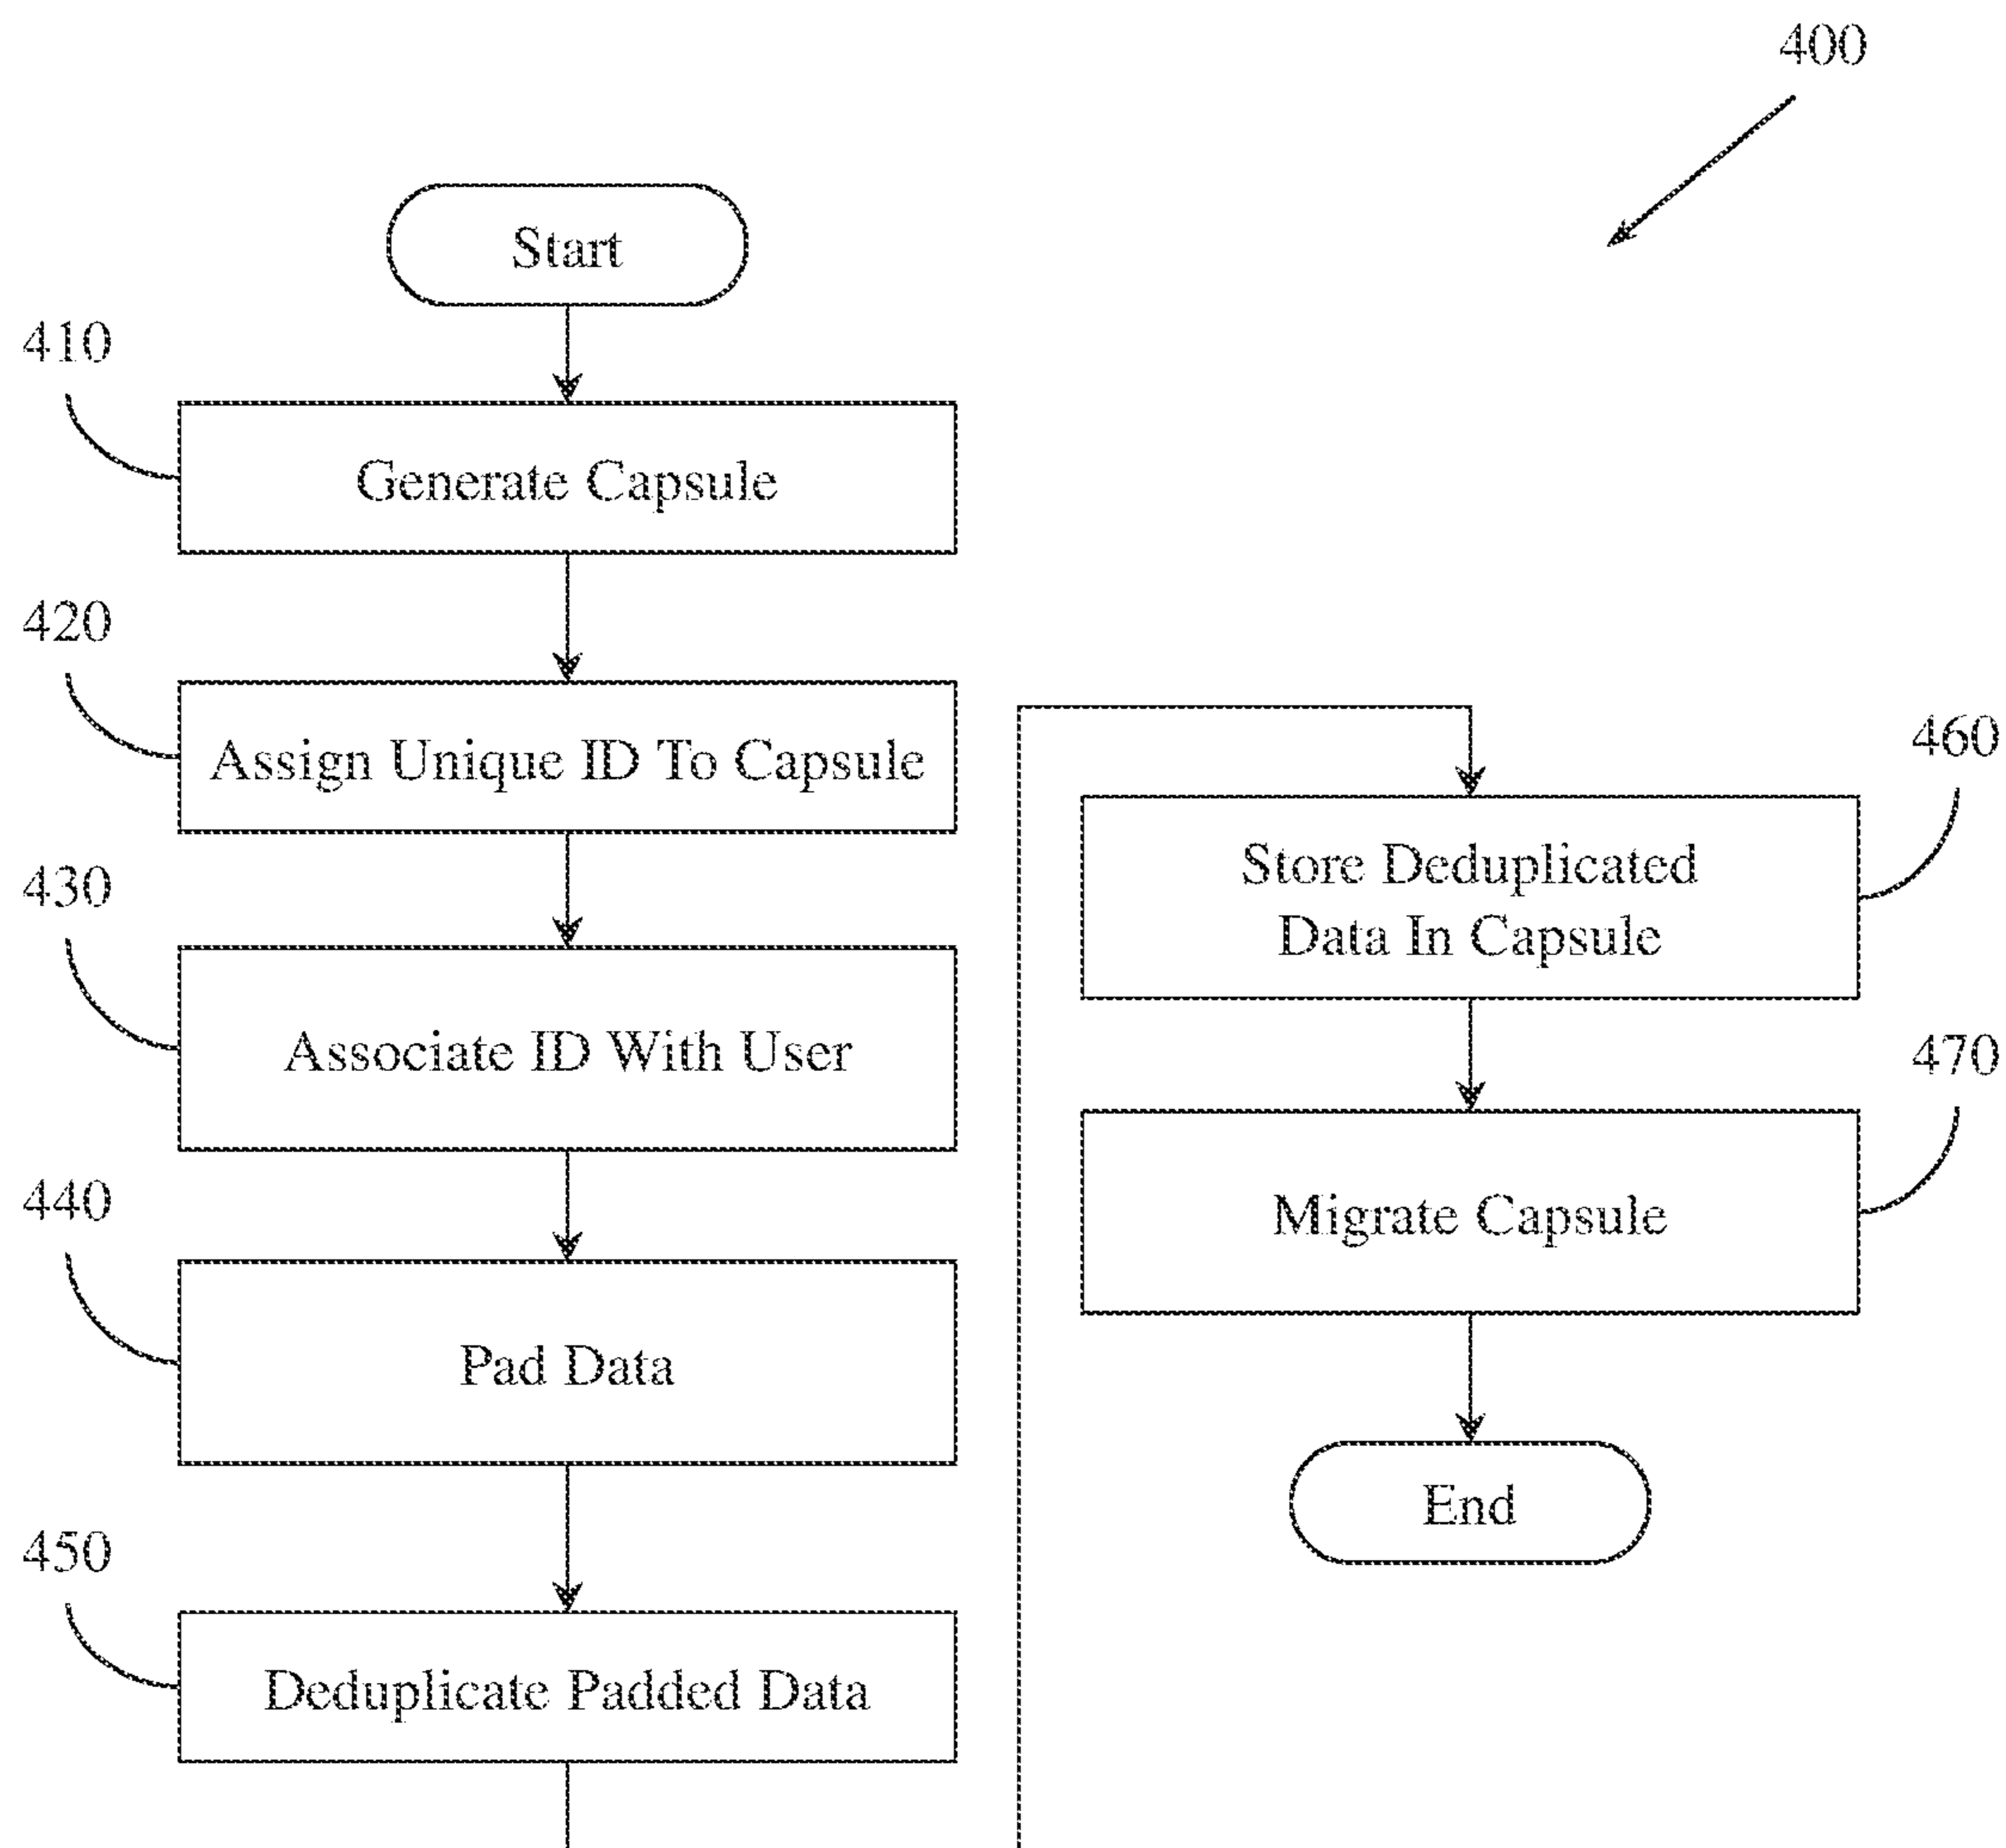 400
Start
410
Generate Capsule
420
Assign Unique ID To Capsule
430
Associate ID With User
440
Pad Data
450
Deduplicate Padded Data
460
Store Deduplicated
Data In Capsule
470
Migrate Capsule
End